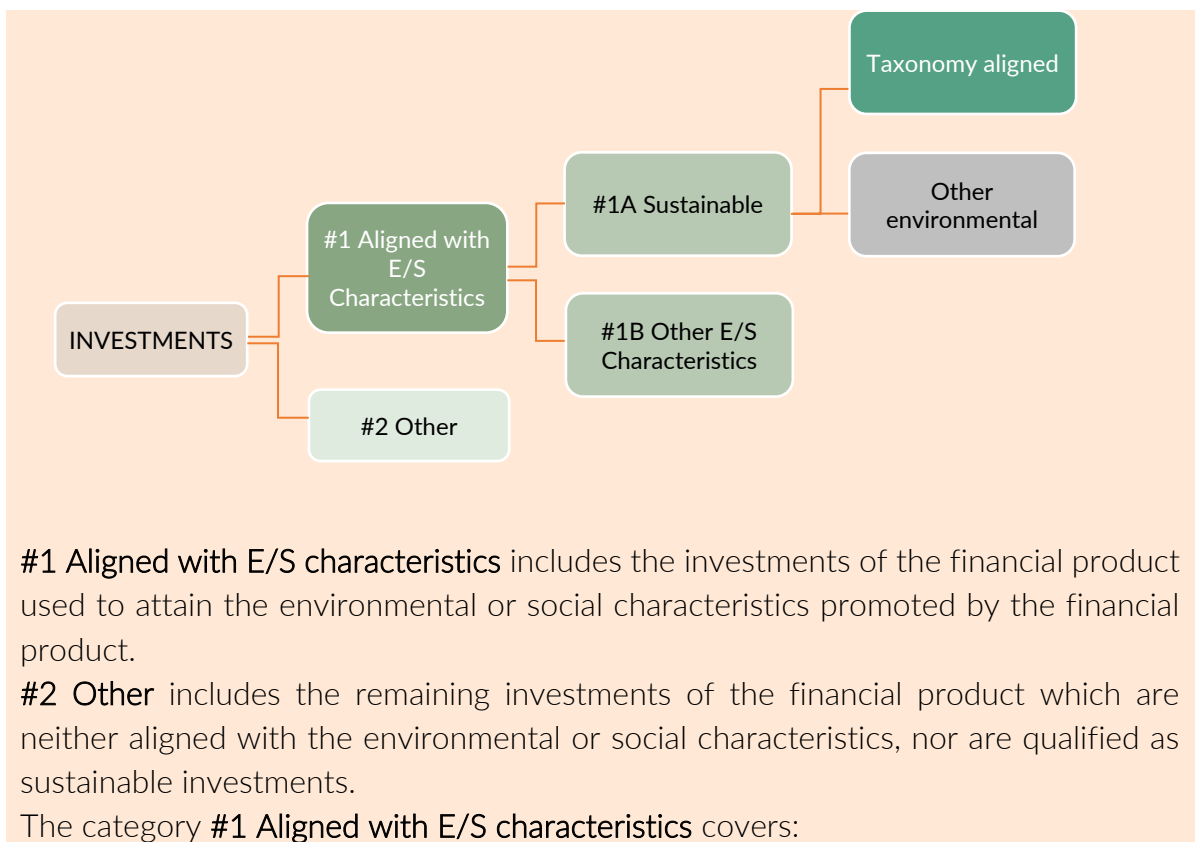 Taxonomy aligned
Other
environmental
#1A Sustainable
#1 Aligned with
E/S
Characteristics
#1B Other E/S
Characteristics
INVESTMENTS
#2 Other
#1 Aligned with E/S characteristics includes the investments of the financial product
used to attain the environmental or social characteristics promoted by the financial
product.
#2 Other includes the remaining investments of the financial product which are
neither aligned with the environmental or social characteristics, nor are qualified as
sustainable investments.
The category #1 Aligned with E/S characteristics covers: